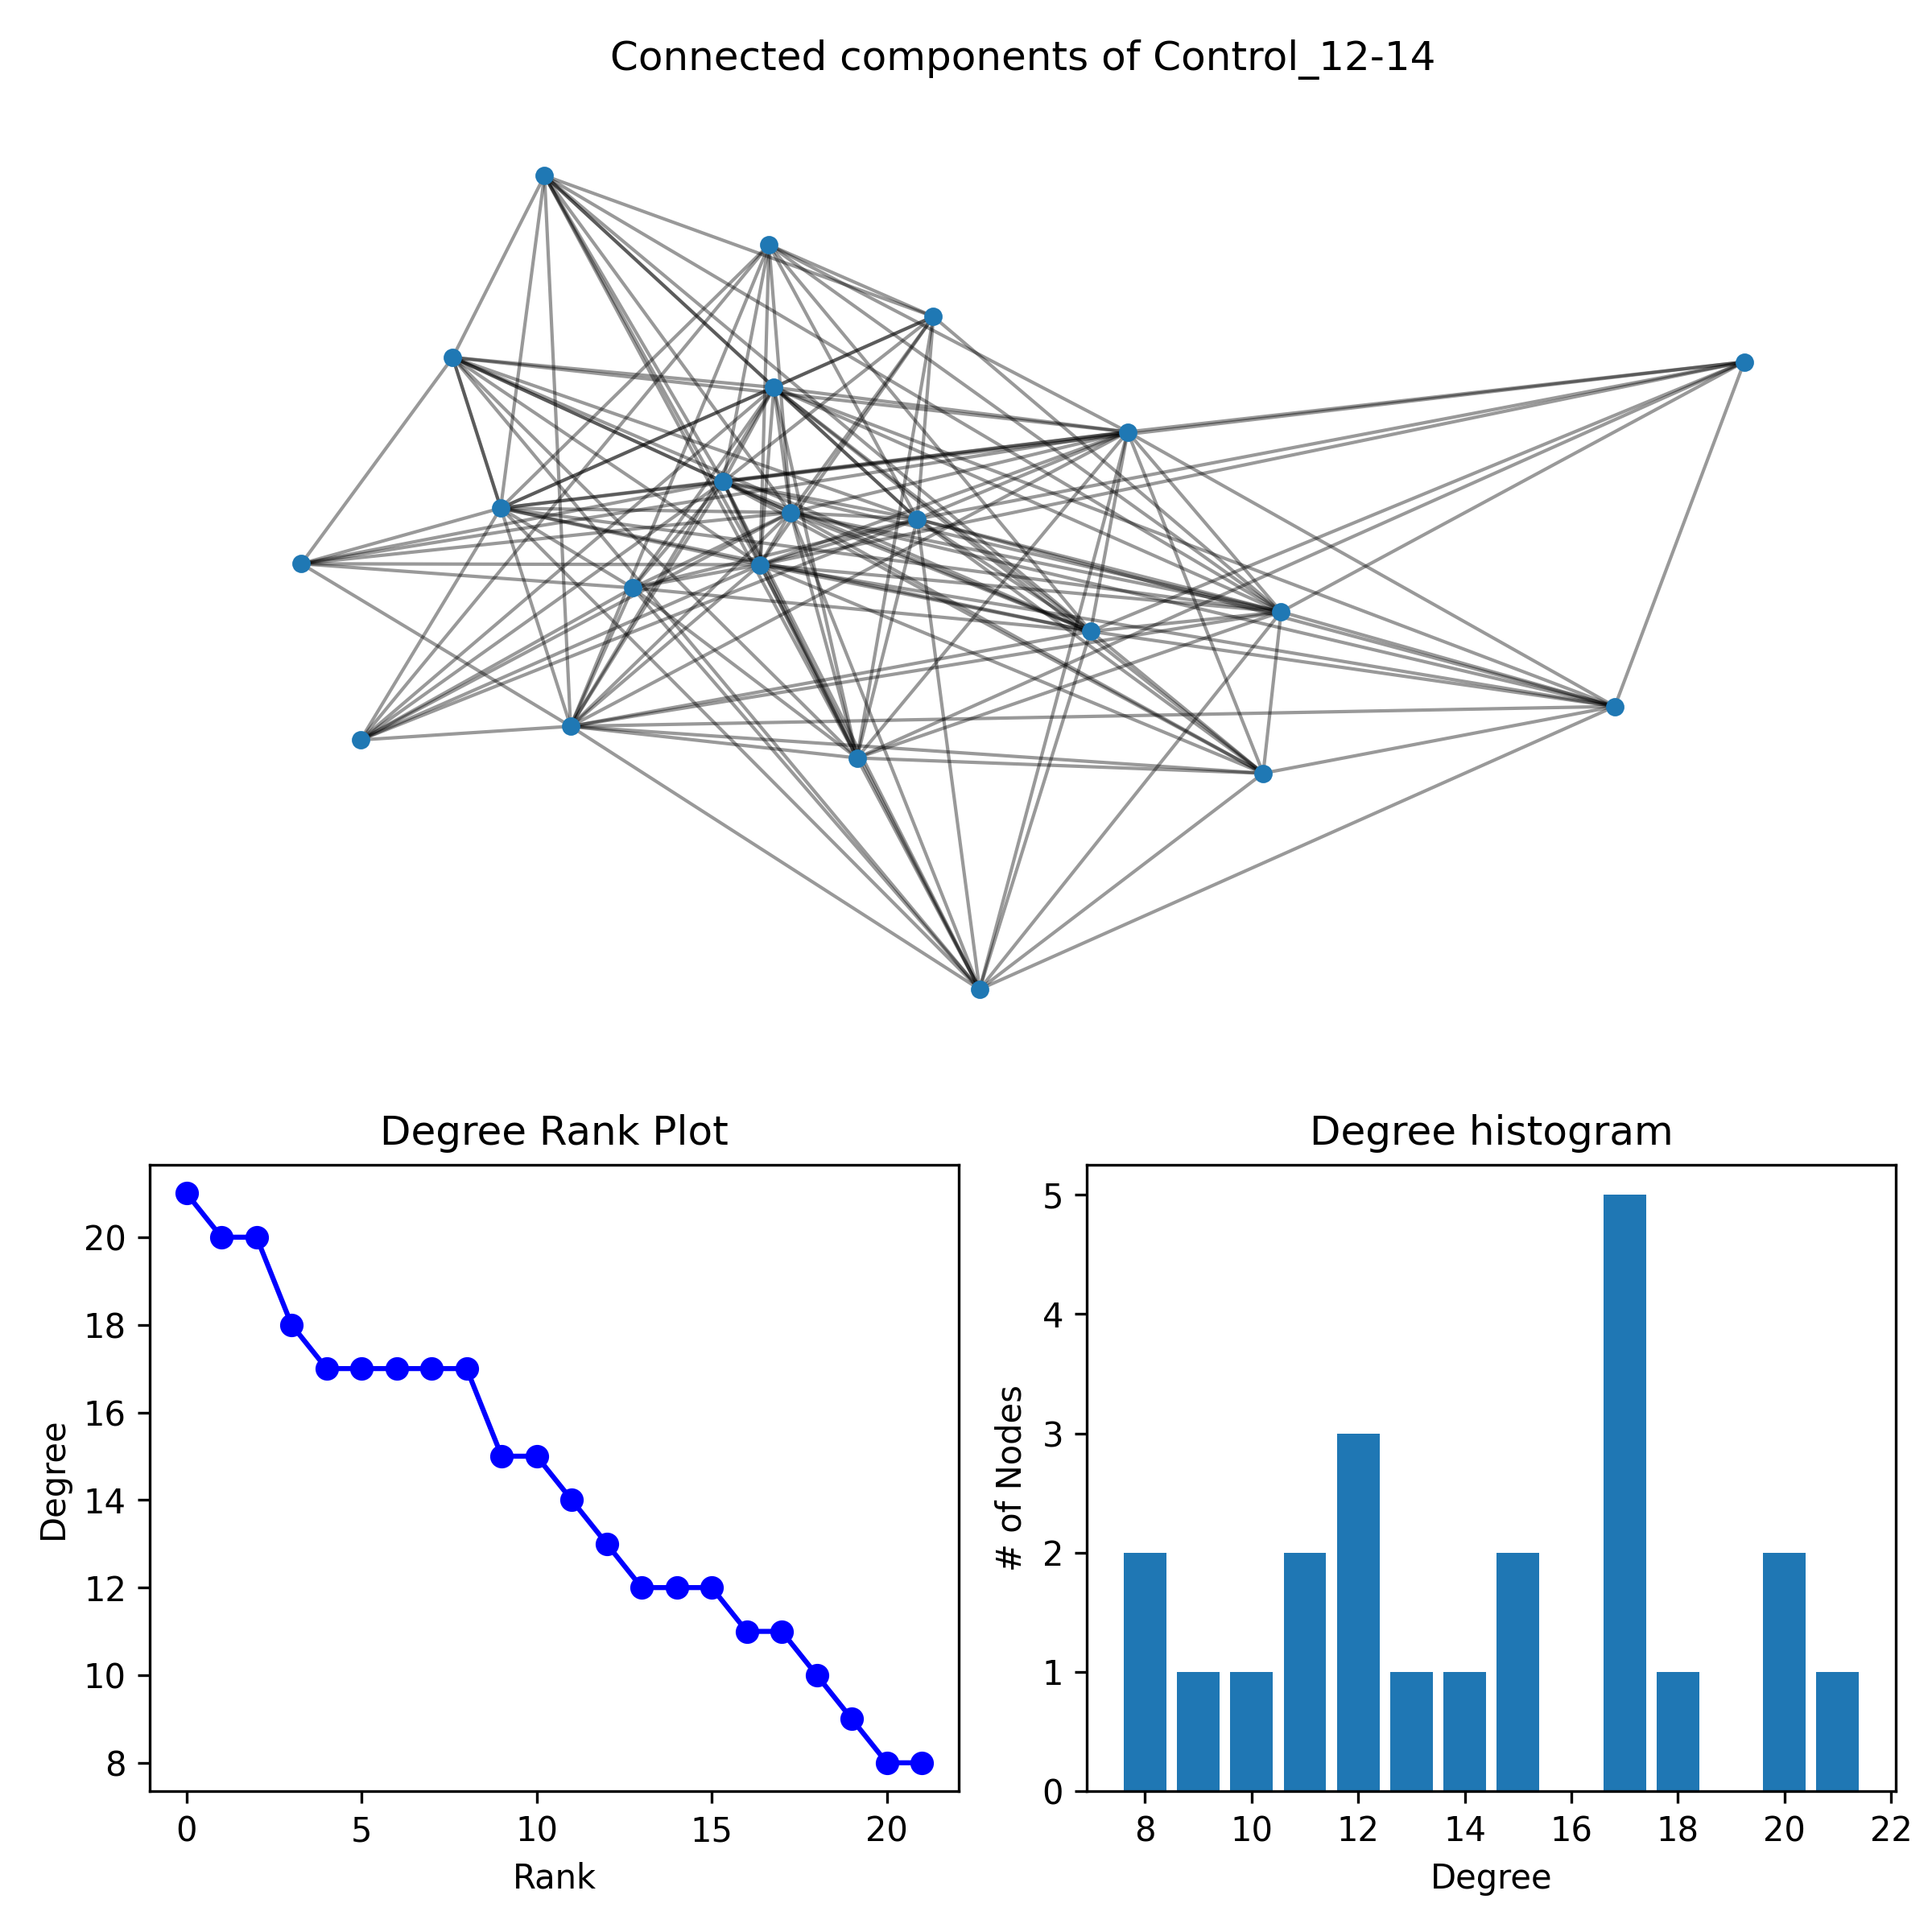 Connected components of Control_12-14
Degree Rank Plot
Degree
20
18
16
14
12
10
8
0 5 10 15 20
Rank
Degree histogram
# of Nodes
5
4
3
2
1
0
8 10 12 14 16 18 20 22
Degree